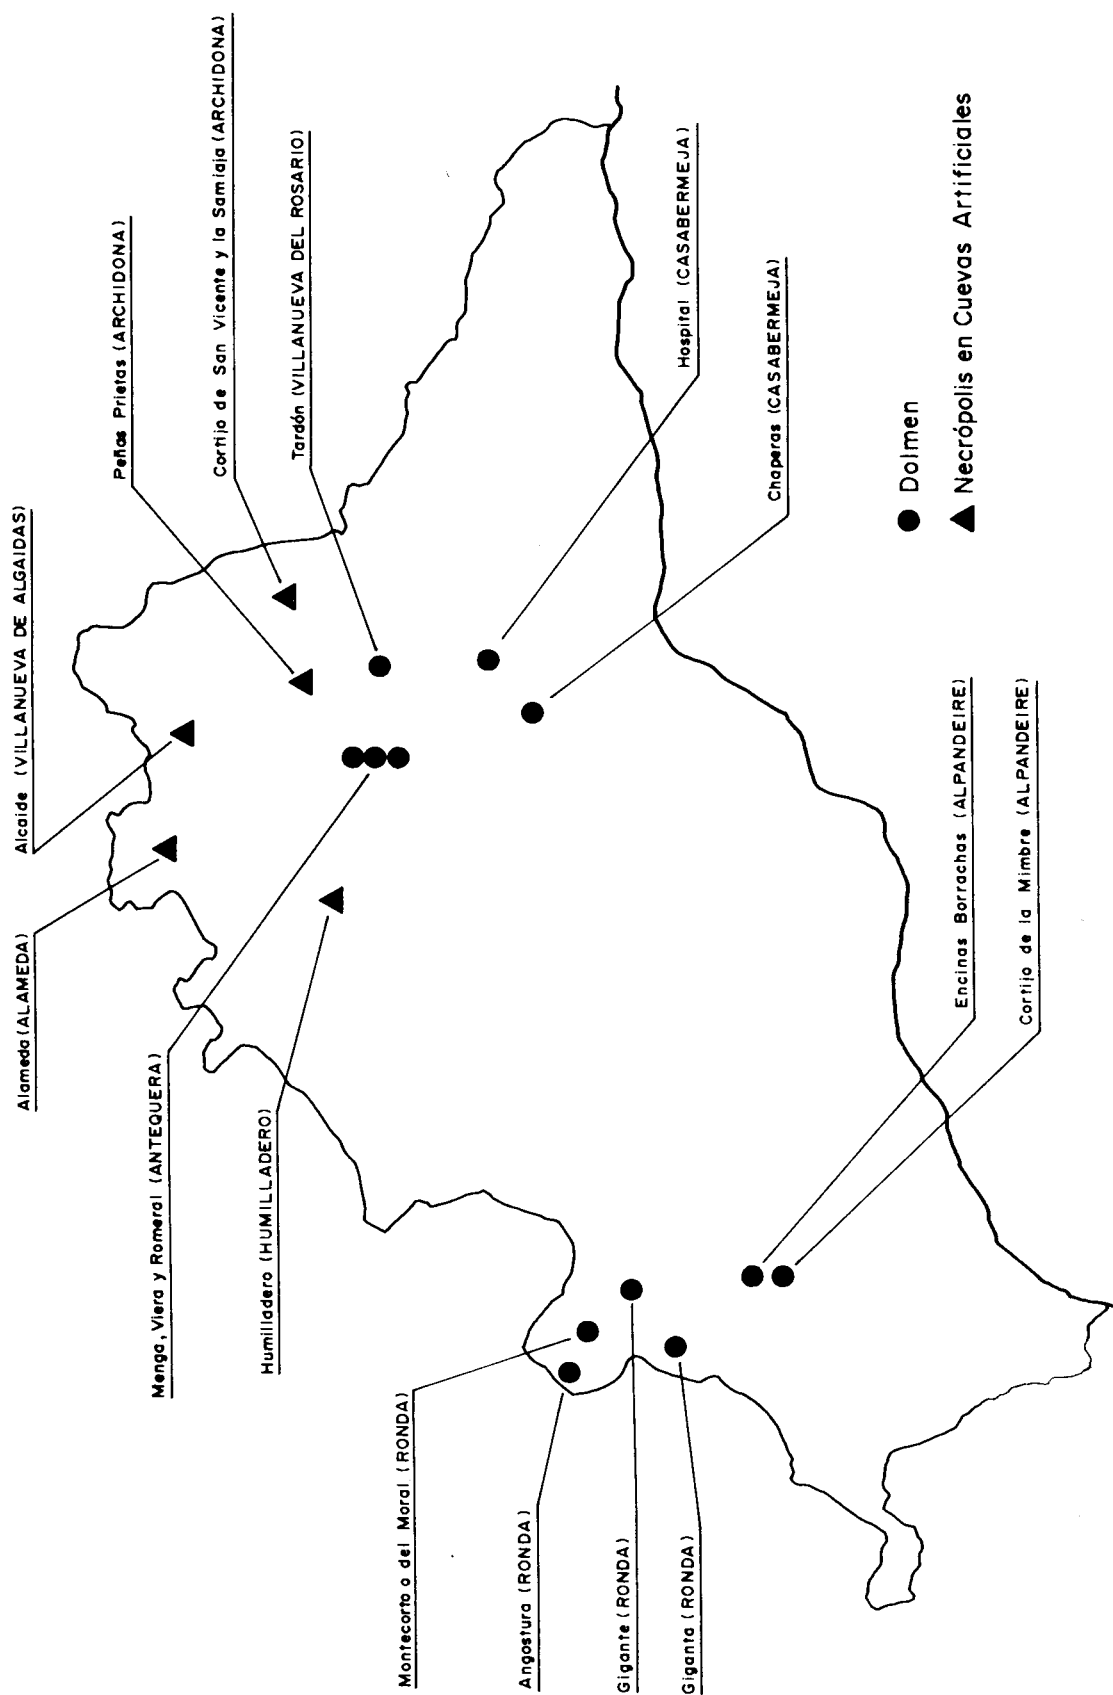 Alameda (ALAMEDA)
Alcaide (VILLANUEVA DE ALGAIDAS)
Peñas Prietas (ARCHIDONA)
Cortijo de San Vicente y la Samiaja (ARCHIDONA)
Tardón (VILLANUEVA DEL ROSARIO)
Menga, Viera y Romeral (ANTEQUERA)
Humilladero (HUMILLADERO)
Montecorto o del Moral (RONDA)
Angostura (RONDA)
Gigante (RONDA)
Giganta (RONDA)
Hospital (CASABERMEJA)
Chaperas (CASABERMEJA)
Encinas Borrachas (ALPANDEIRE)
Cortijo de la Mimbre (ALPANDEIRE)
Dolmen
Necrópolis en Cuevas Artificiales